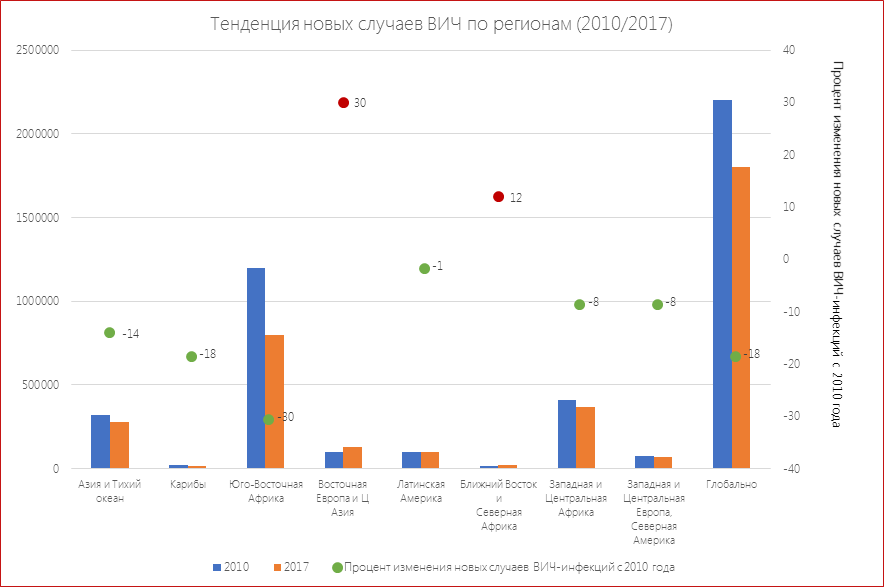 Тенденция новых случаев ВИЧ по регионам (2010/2017)
2500000
2000000
1500000
1000000
500000
0
40
30
20
10
0
-10
-20
-30
-40
Процент изменения новых случаев ВИЧ-инфекций с 2010 года
-14
-18
-30
30
-1
12
-8
-8
-18
Азия и Тихий
океан
Карибы
Юго-Восточная
Африка
Восточная
Европа и Ц
Азия
Латинская
Америка
Ближний Восток
и
Северная
Африка
Западная и
Центральная
Африка
Западная и
Центральная
Европа,
Северная
Америка
Глобально
2010
2017
Процент изменения новых случаев ВИЧ-инфекций с 2010 года